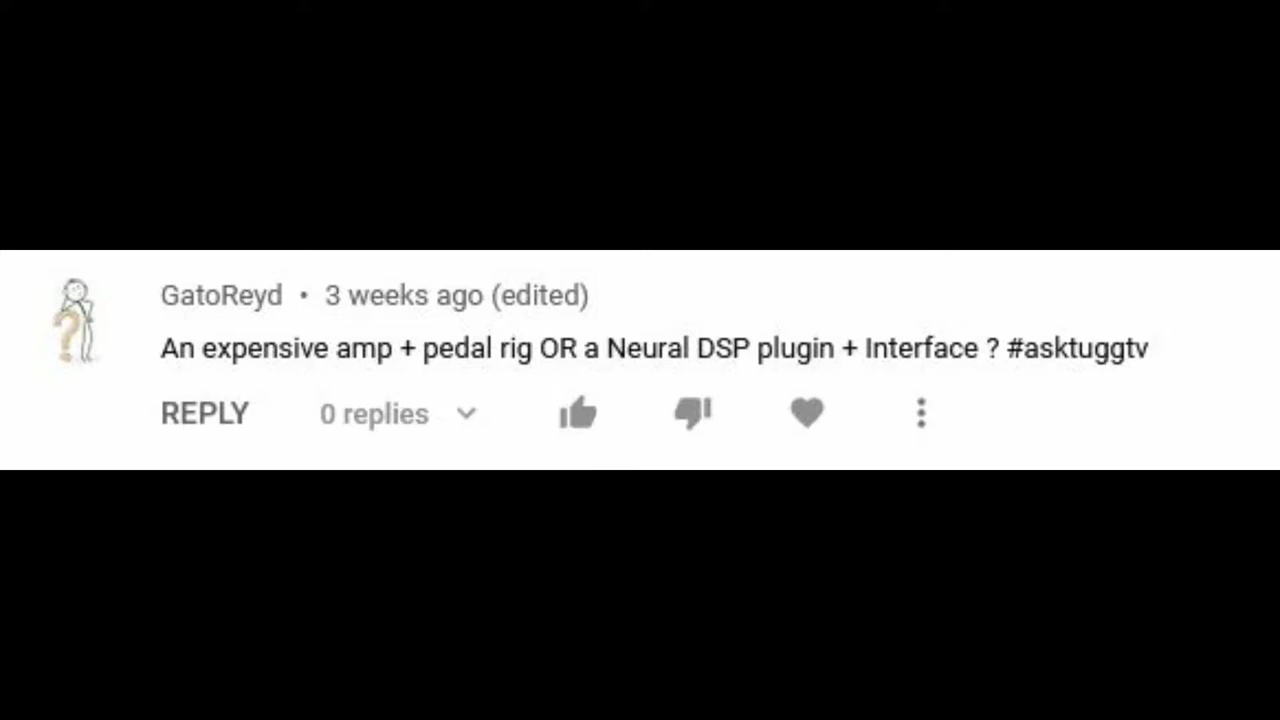 GatoReyd • 3 weeks ago (edited)
An expensive amp + pedal rig OR a Neural DSP plugin + Interface ? #asktuggtv
REPLY 0 replies